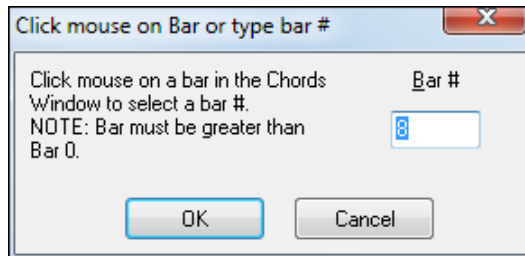 Click mouse on Bar or type bar #
Click mouse on a bar in the Chords
Window to select a bar #.
NOTE: Bar must be greater than
Bar 0.
Bar #
8
OK
Cancel